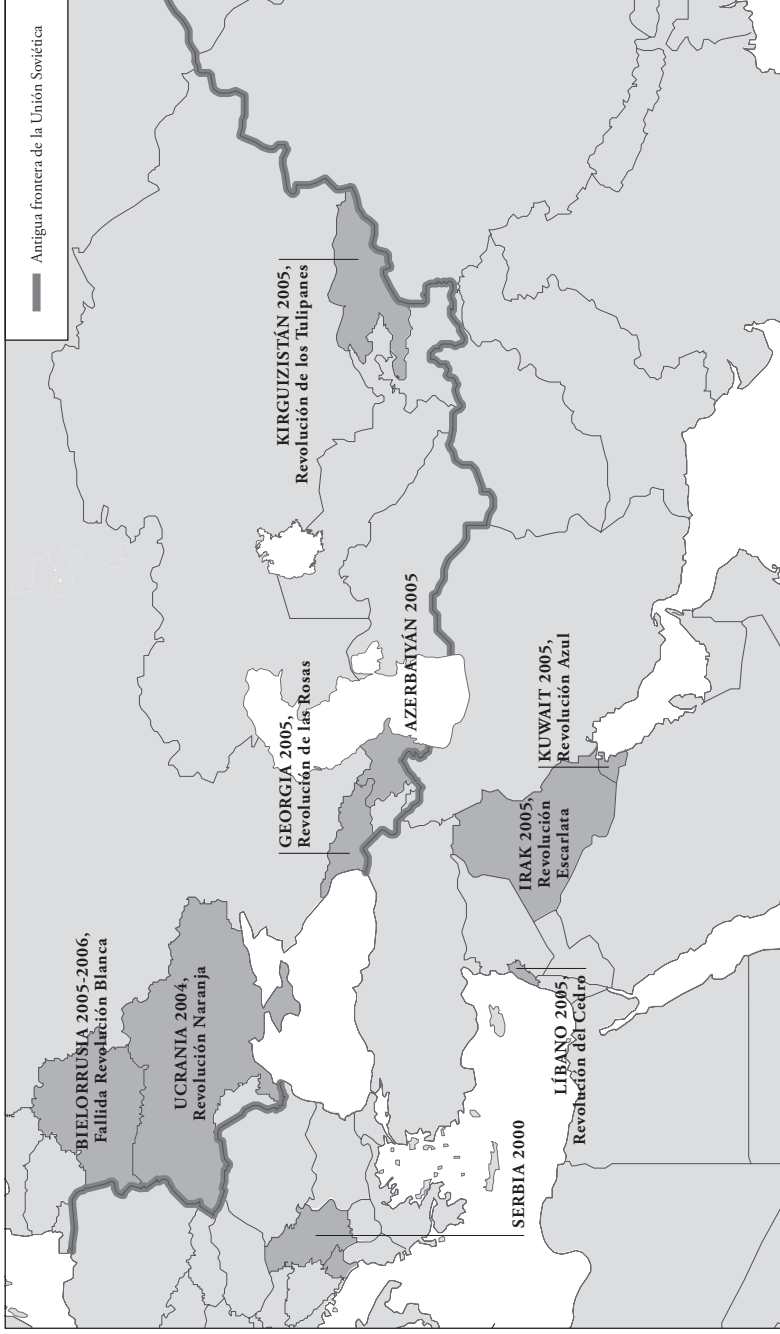 Antigua frontera de la Unión Soviética
BIELORRUSIA 2005-2006,
Fallida Revolución Blanca
UCRANIA 2004,
Revolución Naranja
GEORGIA 2005,
Revolución de las Rosas
KIRGUIZISTÁN 2005,
Revolución de los Tulipanes
AZERBAIYÁN 2005
SERBIA 2000
LÍBANO 2005,
Revolución del Cedro
IRAK 2005,
Revolución
Escarlata
KUWAIT 2005,
Revolución Azul